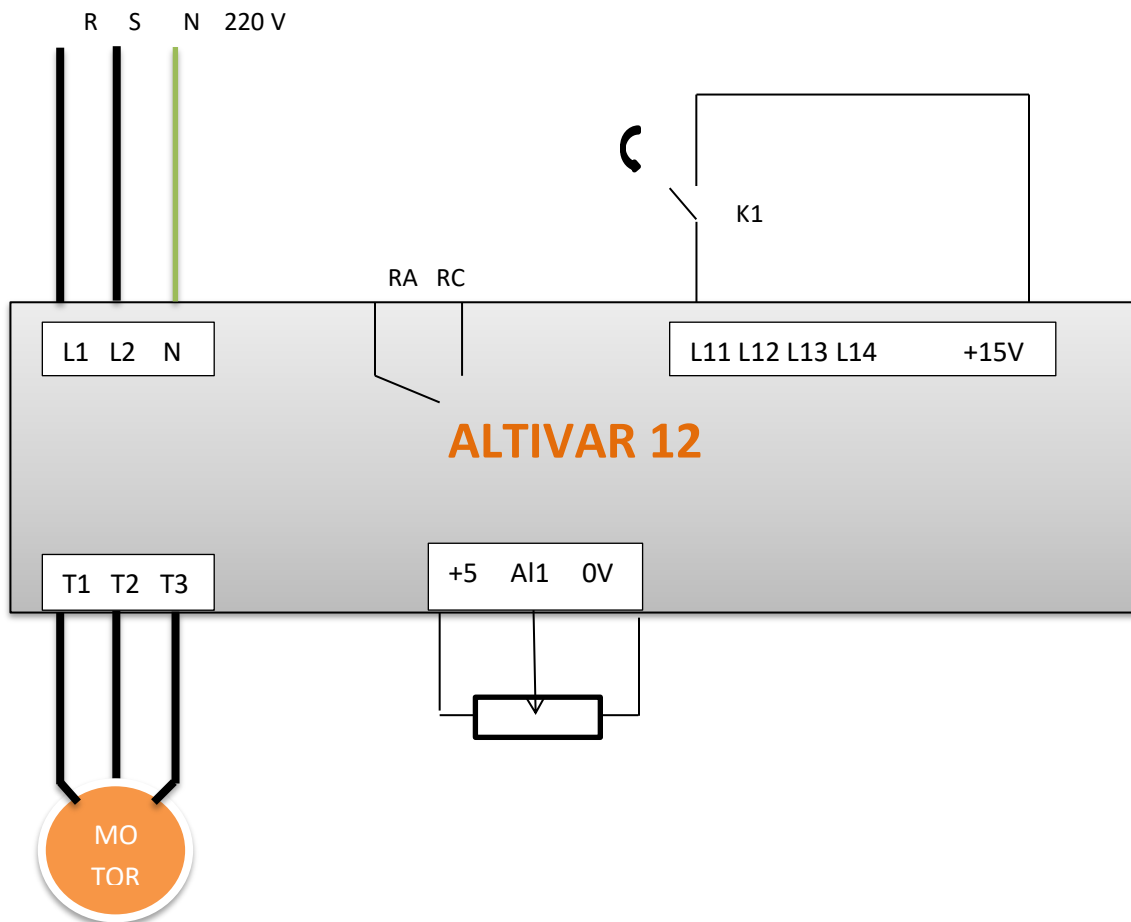 R S N 220 V
K1
RA RC
L1 L2 N
L11 L12 L13 L14 +15V
ALTIVAR 12
+5 Al1 0V
T1 T2 T3
MO
TOR